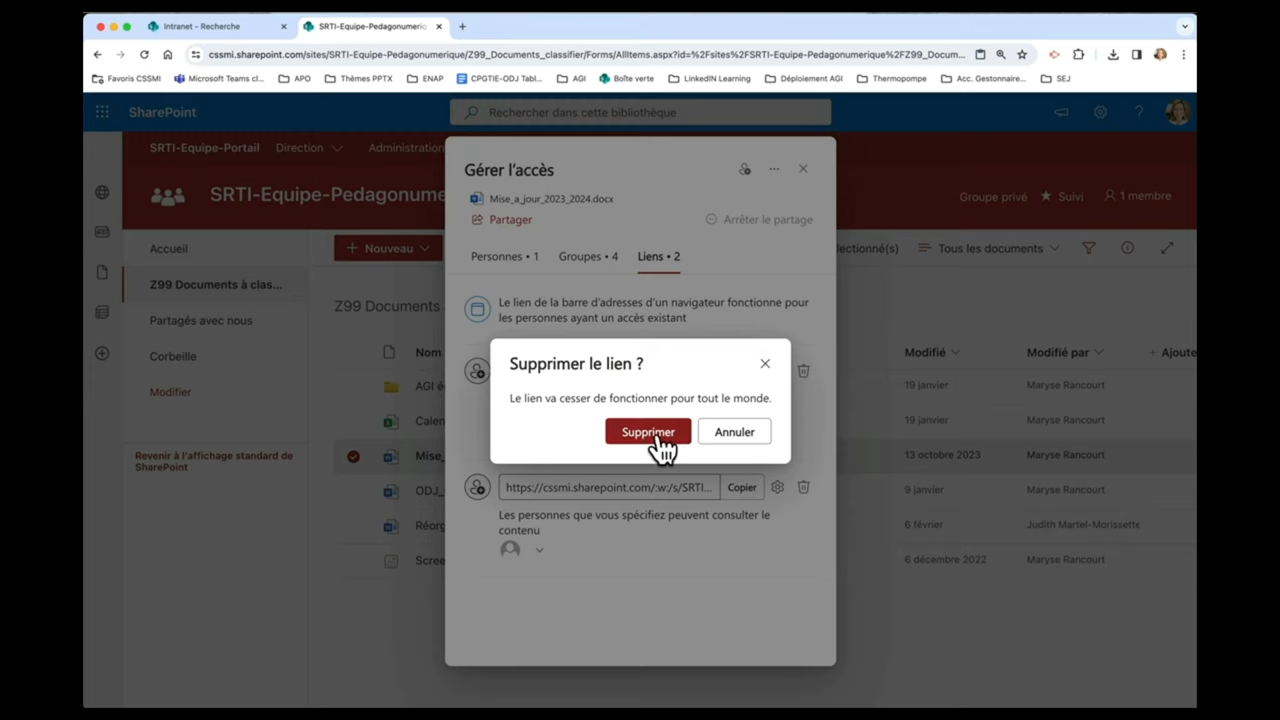 Intranet - Recherche
SRTI-Equipe-Pedagonumeriq
cssmi.sharepoint.com/sites/SRTI-Equipe-Pedagonumerique/Z99_Documents_classifier/Forms/AllItems.aspx?id=%2Fsites%2FSRTI-Equipe-Pedagonumerique%2FZ99_Docum...
Favoris CSSMI
Microsoft Teams cl...
APO
Thèmes PPTX
ENAP
CPGTIE-ODJ Tabl...
AGI
Boîte verte
LinkedIn Learning
Déploiement AGI
Thermopompe
Acc. Gestionnaire...
SEJ
SharePoint
Rechercher dans cette bibliothèque
SRTI-Equipe-Portail
Direction
Administration
SRTI-Equipe-Pedagonume
Groupe privé
Suivi
1 membre
Accueil
Z99 Documents à clas...
Partagés avec nous
Corbeille
Modifier
Revenir à l'affichage standard de
SharePoint
Nouveau
lectionné(s)
Tous les documents
Z99 Documents
Nom
Modifié
Modifié par
Ajoute
AGI é
19 janvier
Maryse Rancourt
Calen
19 janvier
Maryse Rancourt
Mise_
13 octobre 2023
Maryse Rancourt
ODJ_
9 janvier
Maryse Rancourt
Réorg
6 février
Judith Martel-Morissette
Scree
6 décembre 2022
Maryse Rancourt
Gérer l'accès
Mise_a_jour_2023_2024.docx
Partager
Arrêter le partage
Personnes • 1
Groupes • 4
Liens • 2
Le lien de la barre d'adresses d'un navigateur fonctionne pour
les personnes ayant un accès existant
Supprimer le lien ?
Le lien va cesser de fonctionner pour tout le monde.
Supprimer
Annuler
https://cssmi.sharepoint.com/:w:/s/SRTI...
Copier
Les personnes que vous spécifiez peuvent consulter le
contenu